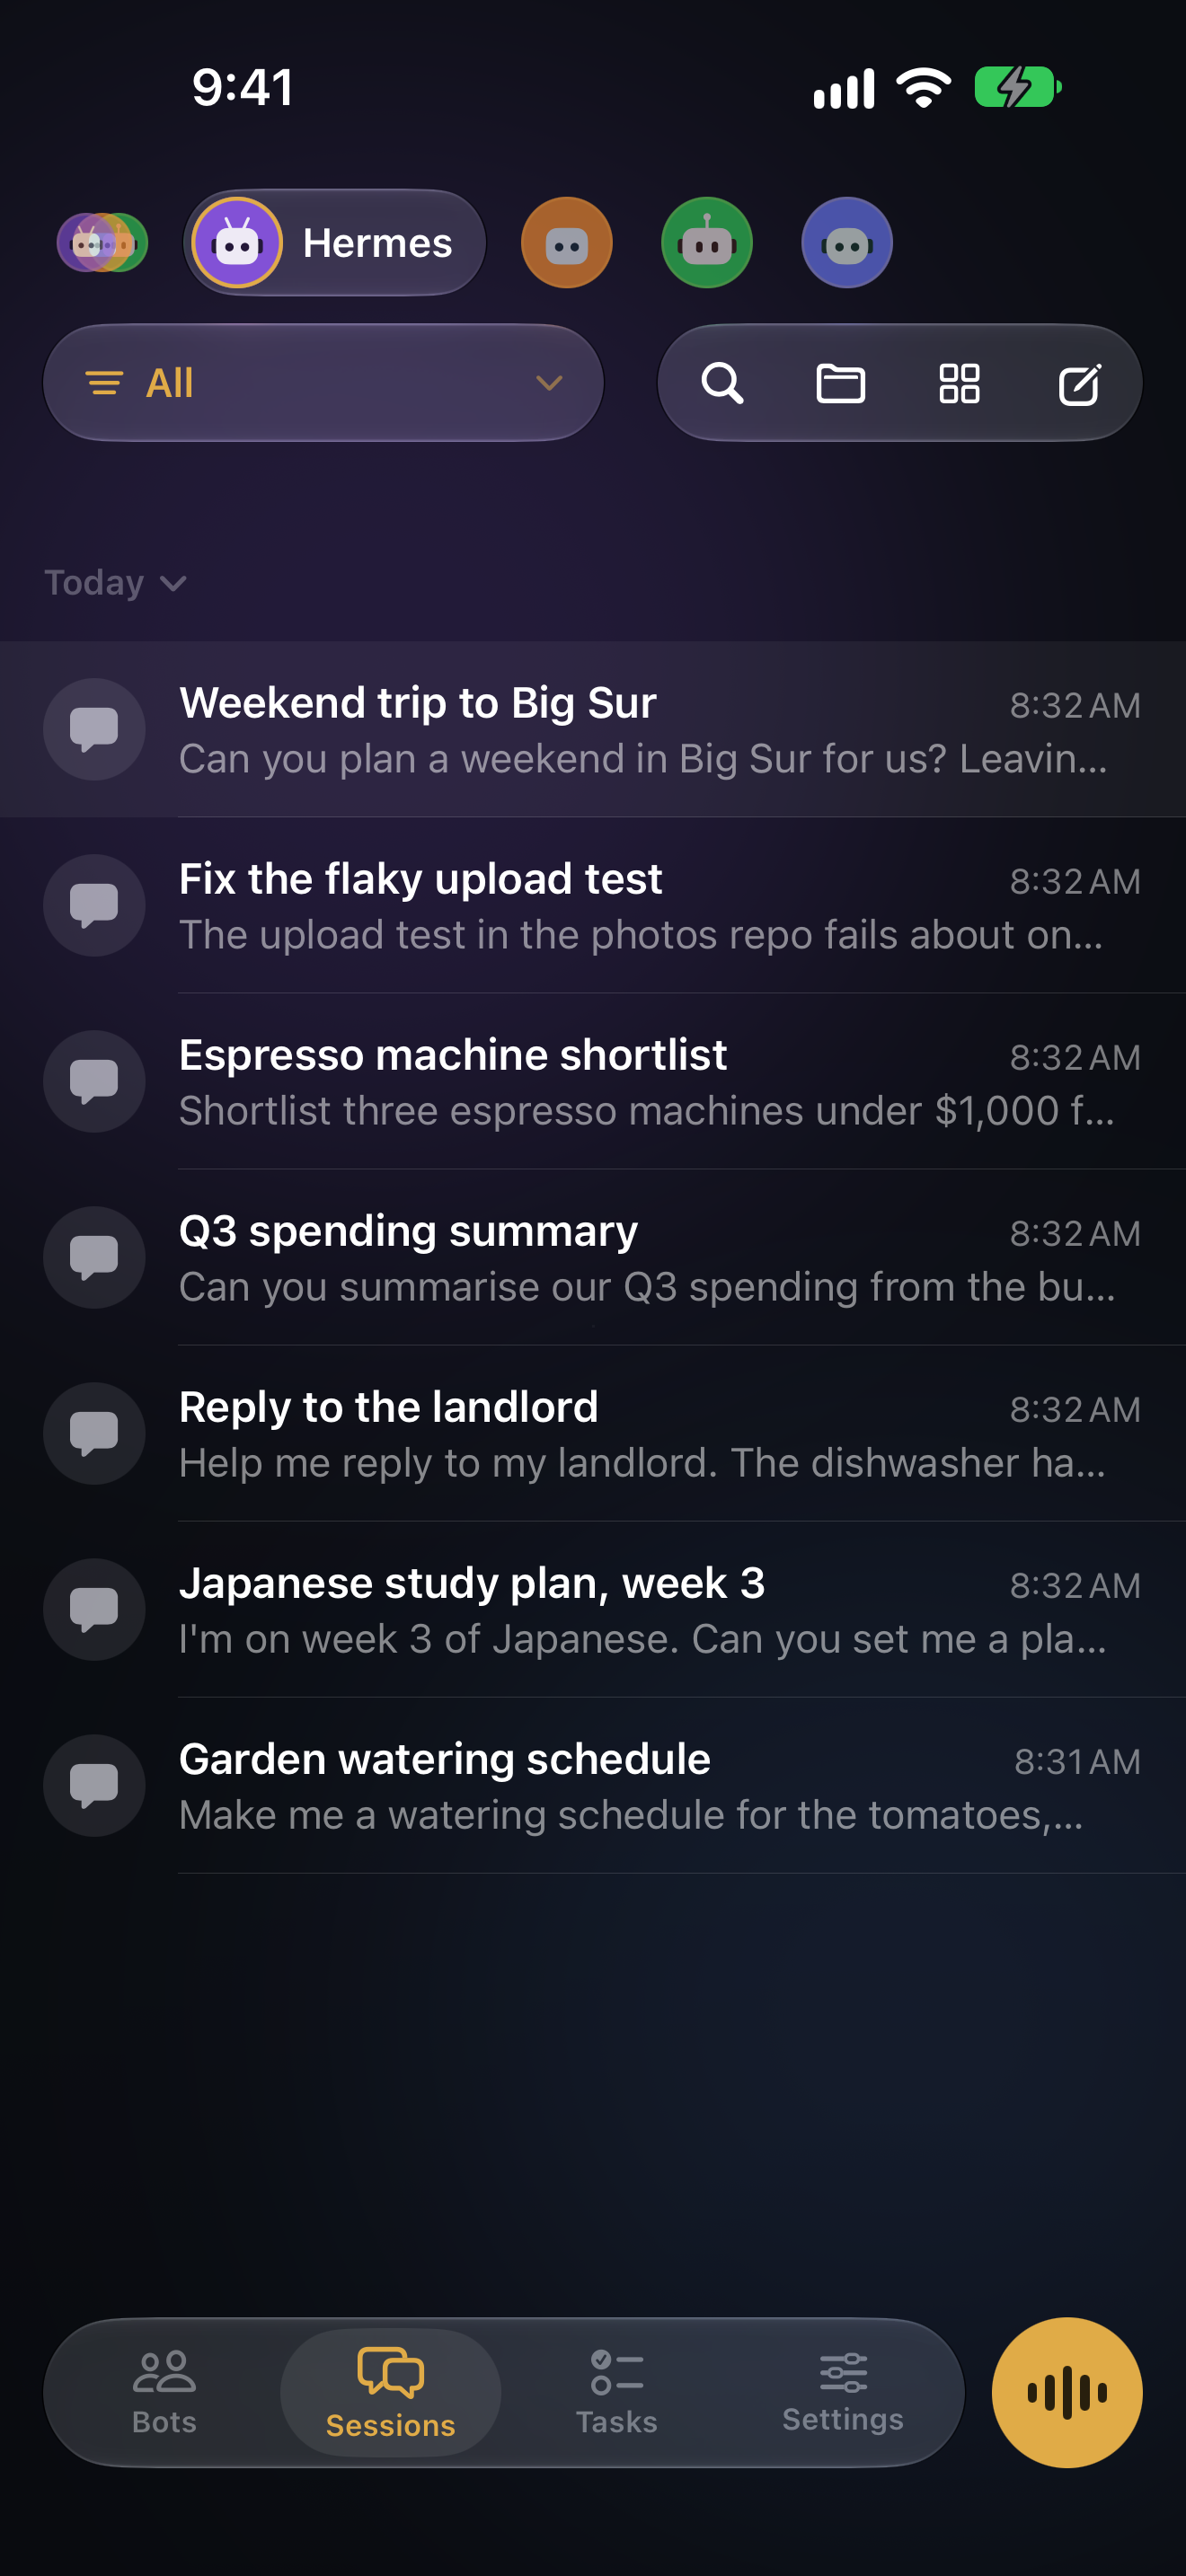 9:41
Hermes
All
Today
Weekend trip to Big Sur 8:32 AM
Can you plan a weekend in Big Sur for us? Leavin...
Fix the flaky upload test 8:32 AM
The upload test in the photos repo fails about on...
Espresso machine shortlist 8:32 AM
Shortlist three espresso machines under $1,000 f...
Q3 spending summary 8:32 AM
Can you summarise our Q3 spending from the bu...
Reply to the landlord 8:32 AM
Help me reply to my landlord. The dishwasher ha...
Japanese study plan, week 3 8:32 AM
I'm on week 3 of Japanese. Can you set me a pla...
Garden watering schedule 8:31 AM
Make me a watering schedule for the tomatoes,...
Bots Sessions Tasks Settings